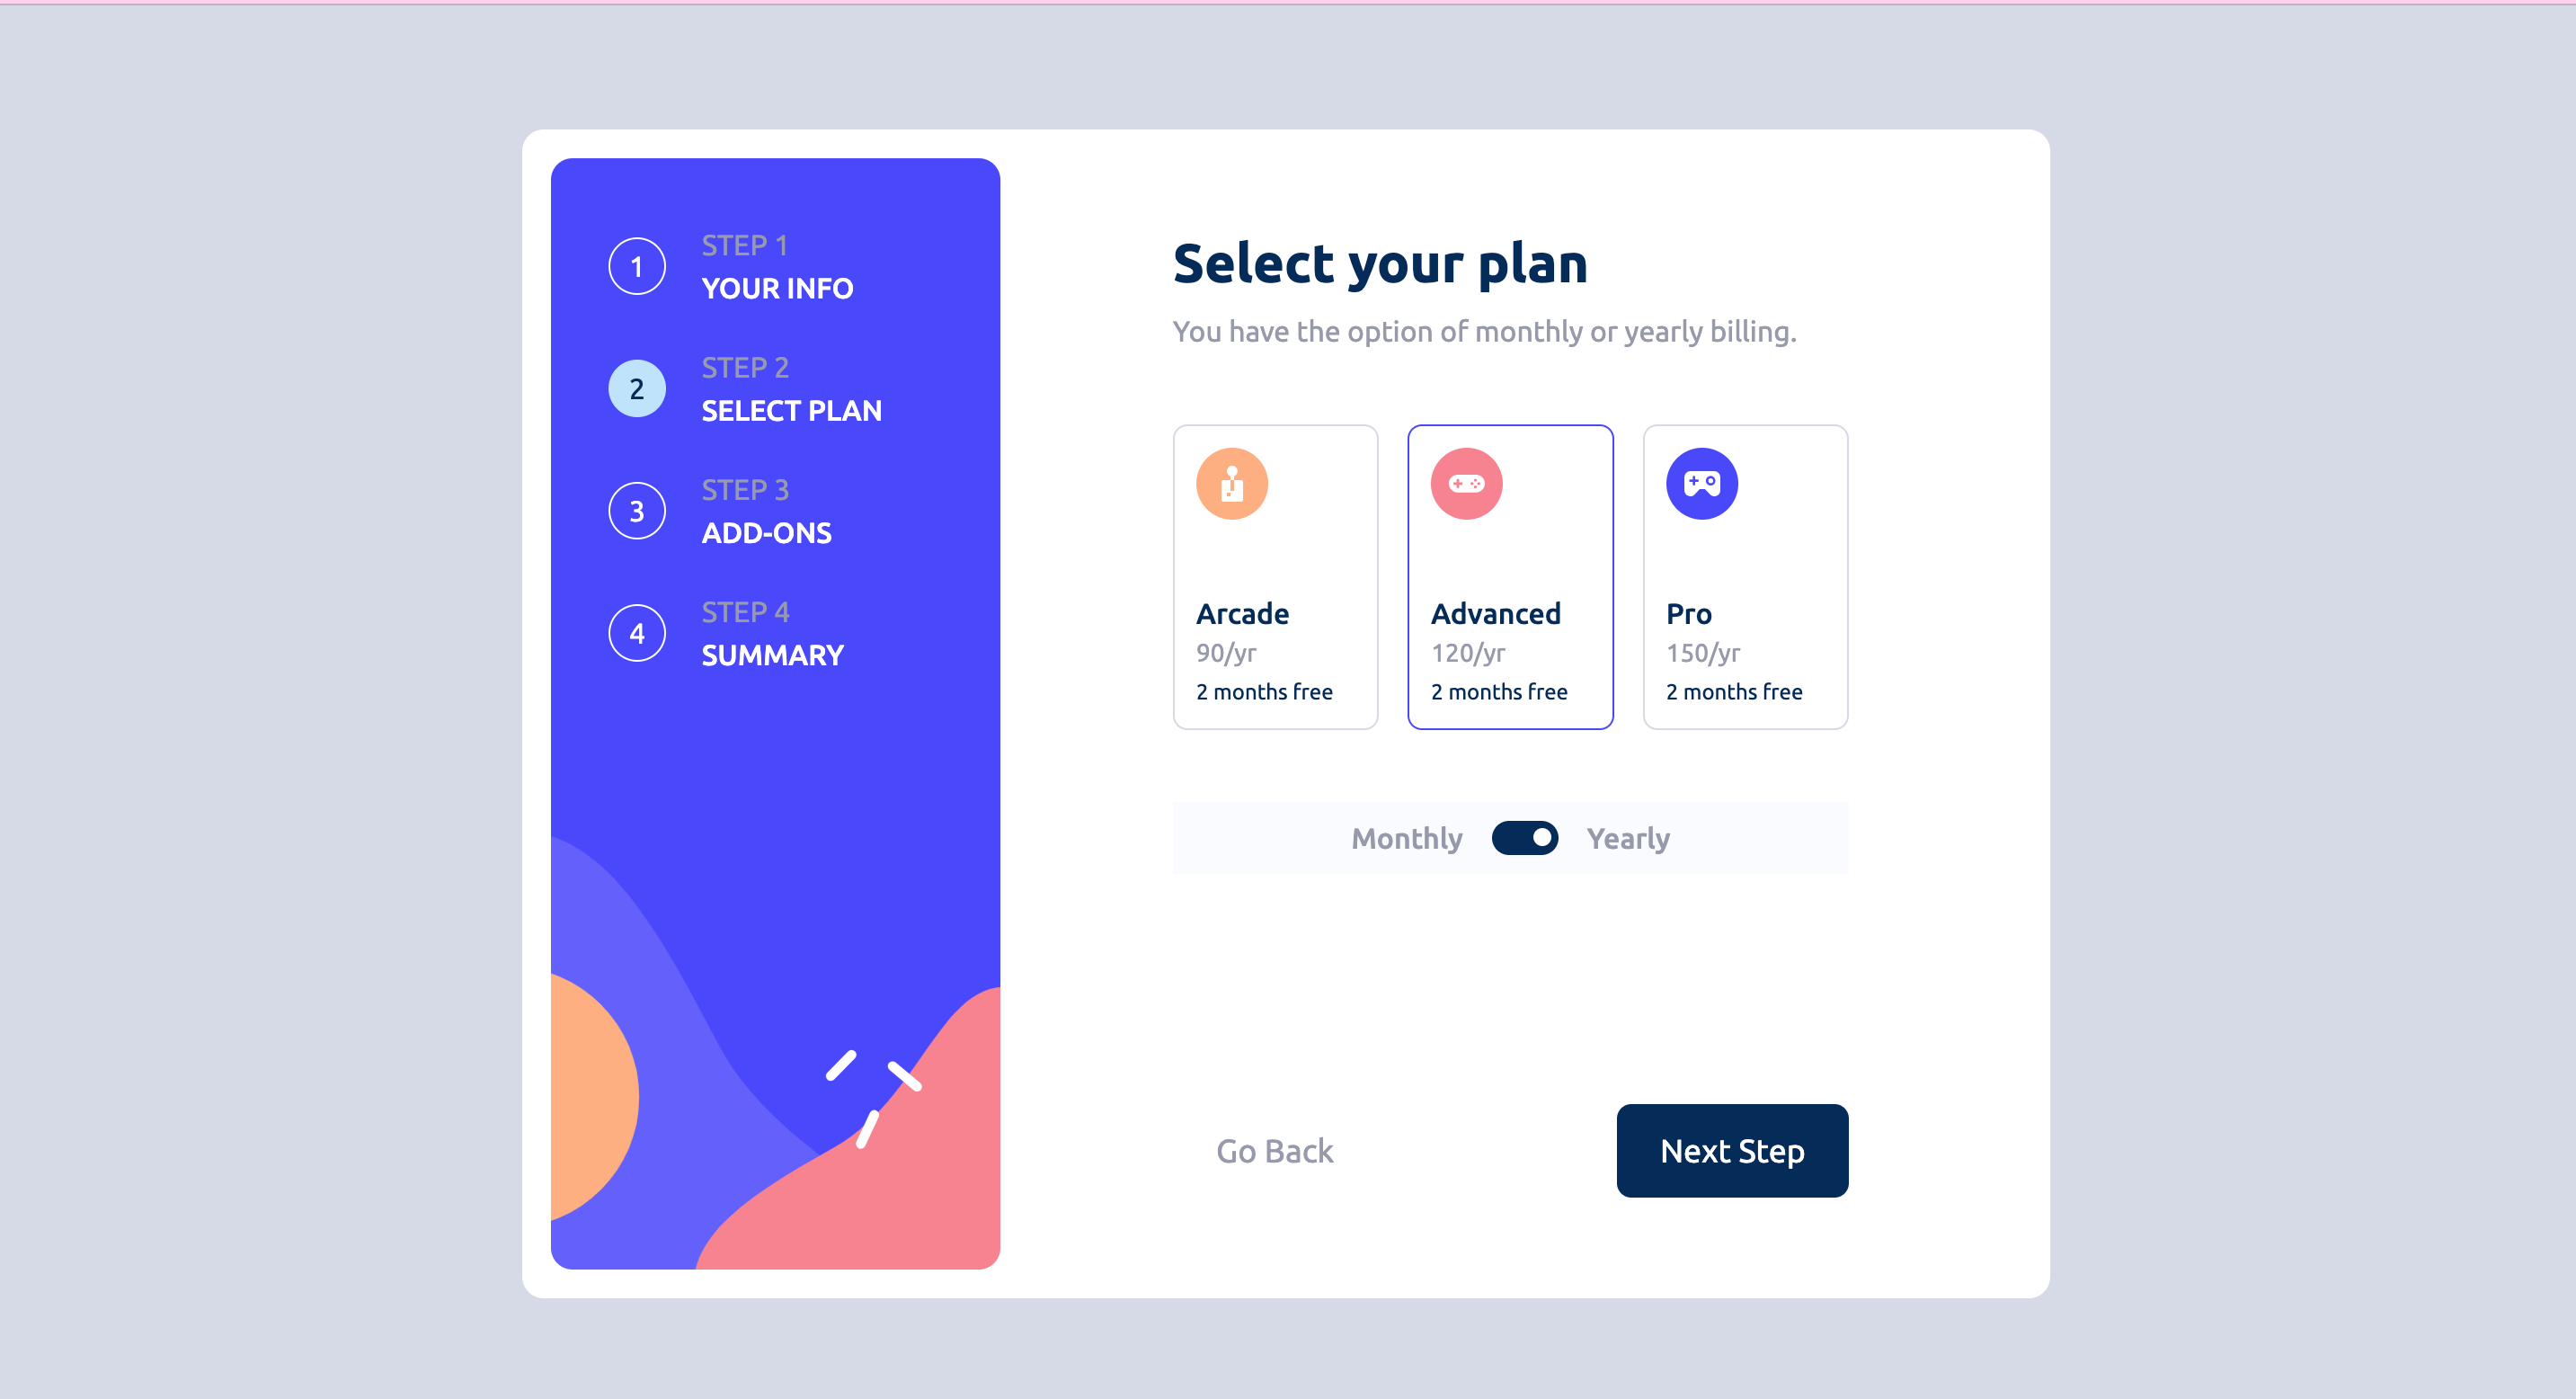 1
STEP 1
YOUR INFO
2
STEP 2
SELECT PLAN
3
STEP 3
ADD-ONS
4
STEP 4
SUMMARY
Select your plan
You have the option of monthly or yearly billing.
Arcade
90/yr
2 months free
Advanced
120/yr
2 months free
Pro
150/yr
2 months free
Monthly Yearly
Go Back
Next Step